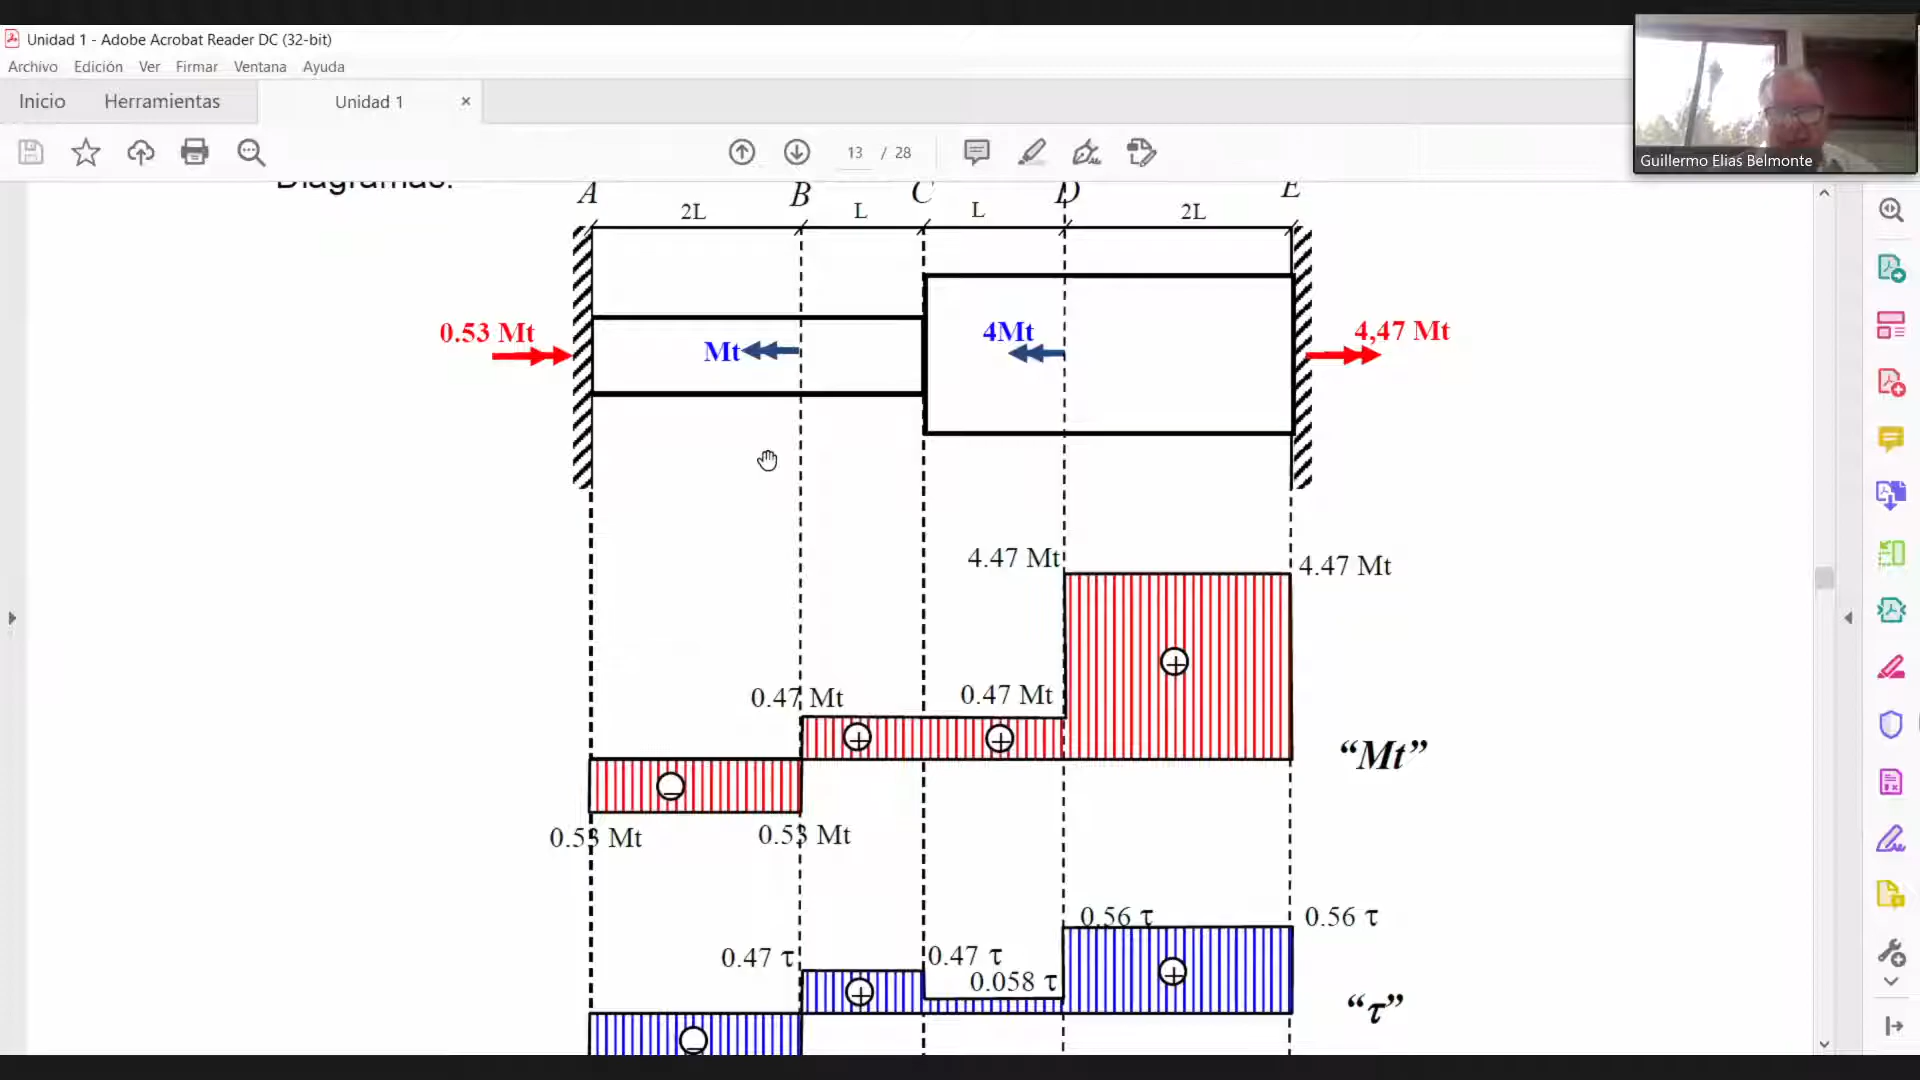 Unidad 1 - Adobe Acrobat Reader DC (32-bit)
Archivo Edición Ver Firmar Ventana Ayuda
Inicio Herramientas Unidad 1 ×
13 / 28
Guillermo Elias Belmonte
Diagramas:
A B C D E
2L L L 2L
0.53 Mt Mt 4Mt 4,47 Mt
4.47 Mt 4.47 Mt
0.47 Mt 0.47 Mt
“Mt”
0.53 Mt 0.53 Mt
0.56 τ 0.56 τ
0.47 τ 0.47 τ
0.058 τ
“τ”